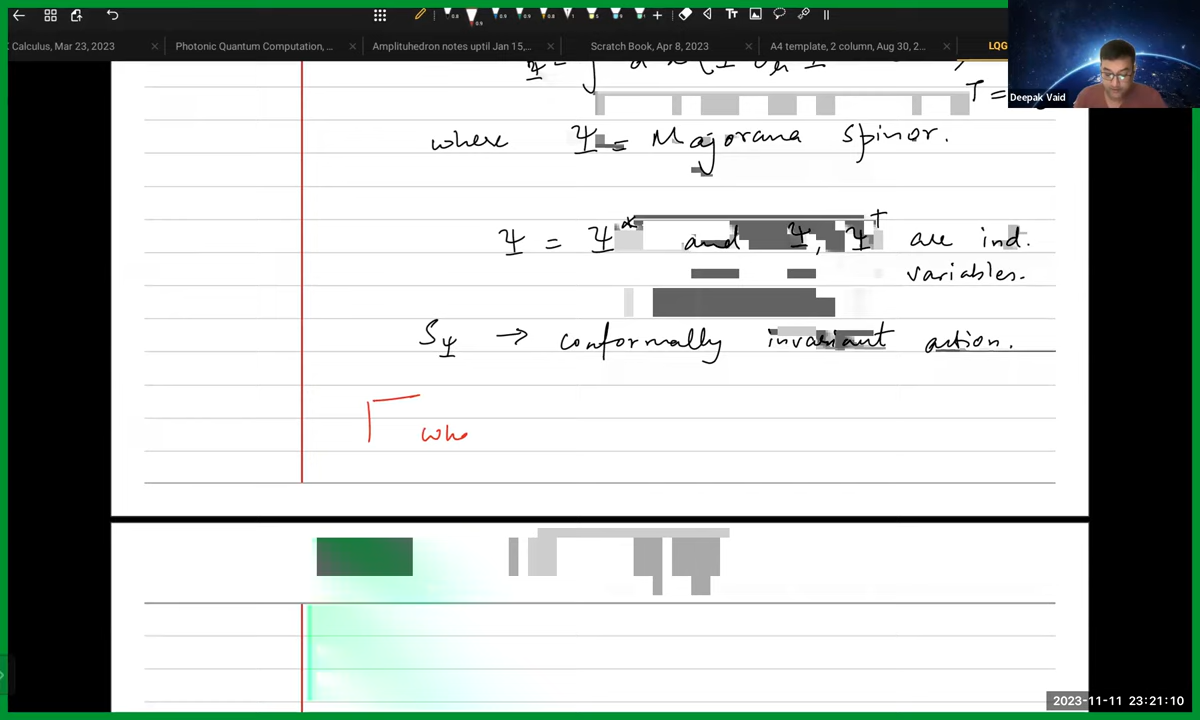 Calculus, Mar 23, 2023
Photonic Quantum Computation, ...
Amplituhedron notes uptil Jan 15,...
Scratch Book, Apr 8, 2023
A4 template, 2 column, Aug 30, 2...
LQG
Deepak Vaid
where Ψ = Majorana spinor.
Ψ = Ψ* and Ψ, Ψ† are ind.
variables.
S_Ψ → conformally invariant action.
whe
2023-11-11 23:21:10